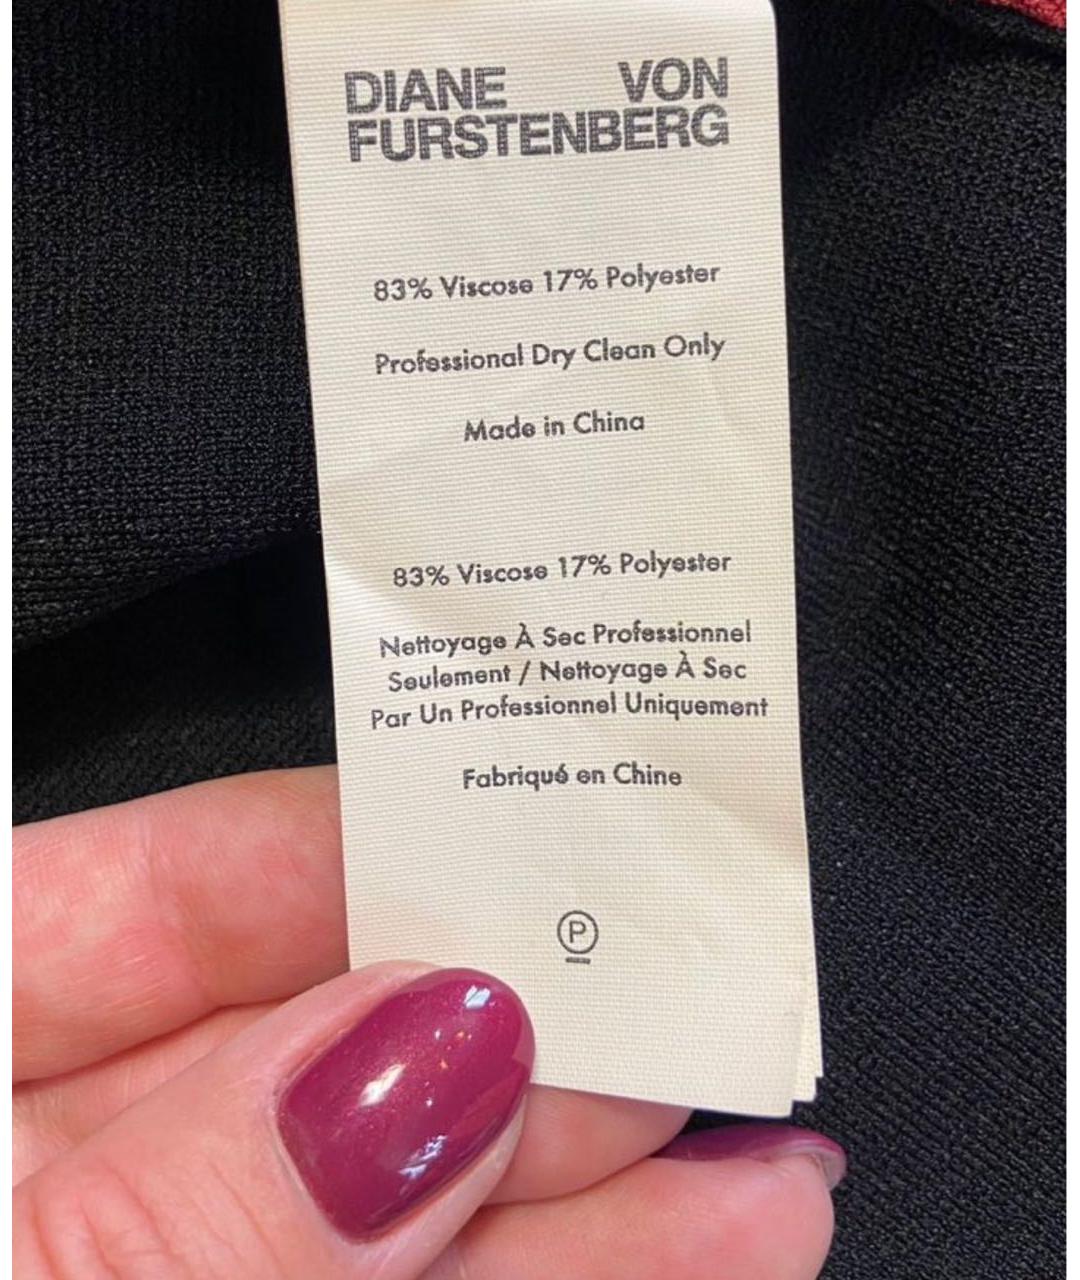 DIANE VON
FURSTENBERG
83% Viscose 17% Polyester
Professional Dry Clean Only
Made in China
83% Viscose 17% Polyester
Nettoyage À Sec Professionnel
Seulement / Nettoyage À Sec
Par Un Professionnel Uniquement
Fabriqué en Chine
P